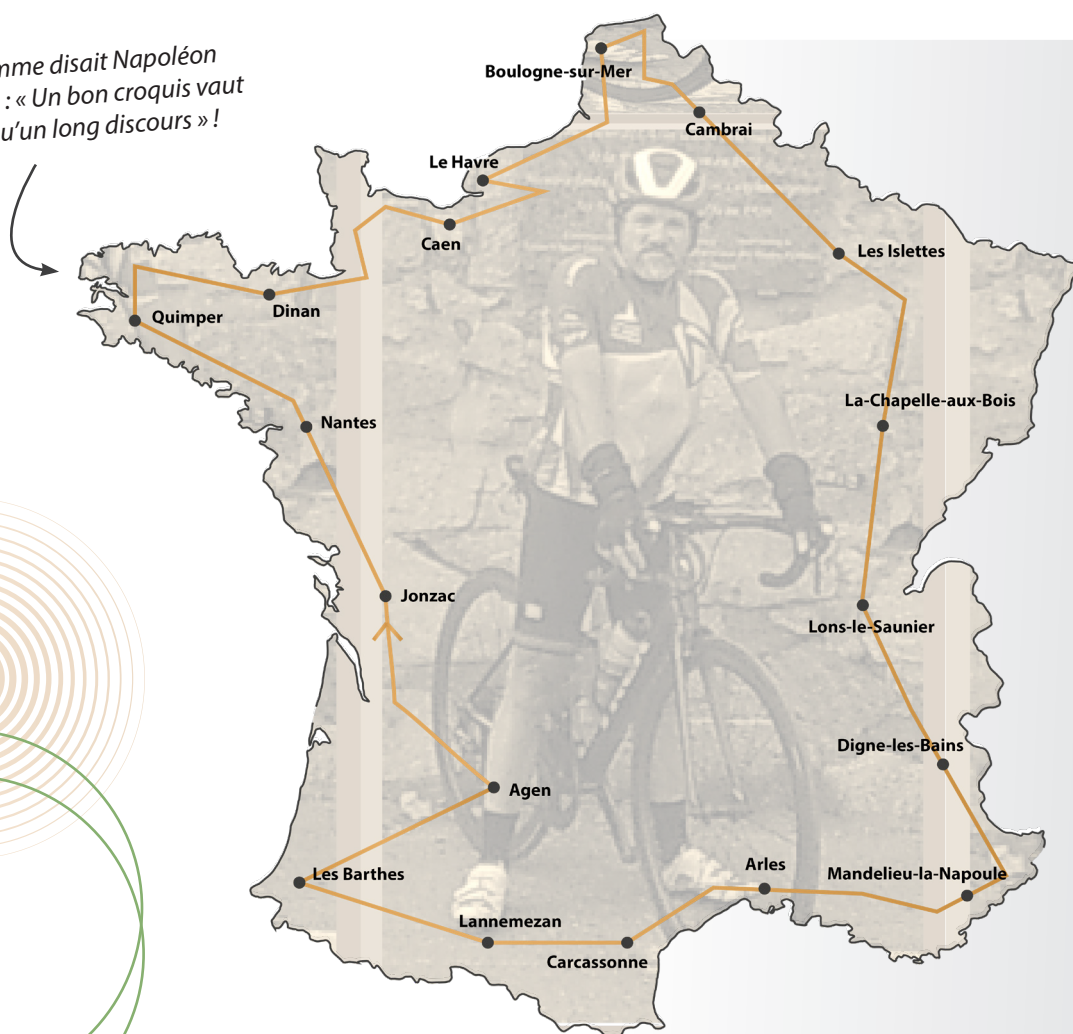 mme disait Napoléon
: « Un bon croquis vaut
qu'un long discours » !
Boulogne-sur-Mer
Cambrai
Le Havre
Caen
Les Islettes
Dinan
Quimper
La-Chapelle-aux-Bois
Nantes
Jonzac
Lons-le-Saunier
Digne-les-Bains
Agen
Les Barthes
Arles
Mandelieu-la-Napoule
Lannemezan
Carcassonne